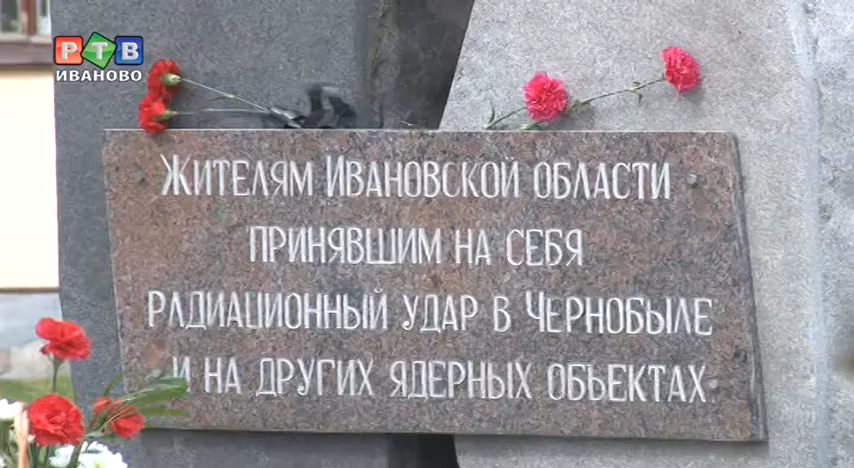 РТВ
ИВАНОВО
Жителям Ивановской области
принявшим на себя
радиационный удар в Чернобыле
и на других ядерных объектах